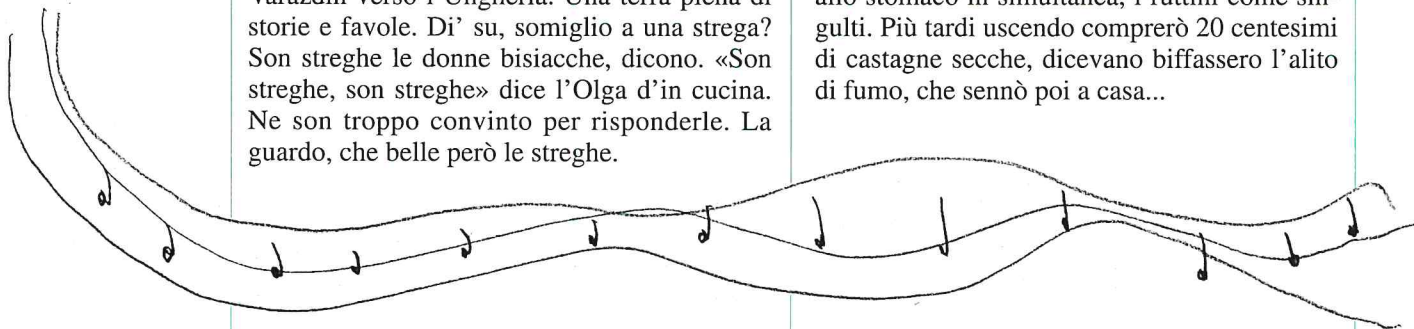 storie e favole. Di’ su, somiglio a una strega?
Son streghe le donne bisiacche, dicono. «Son
streghe, son streghe» dice l’Olga d’in cucina.
Ne son troppo convinto per risponderle. La
guardo, che belle però le streghe.
gulti. Più tardi uscendo comprerò 20 centesimi
di castagne secche, dicevano biffassero l’alito
di fumo, che sennò poi a casa...